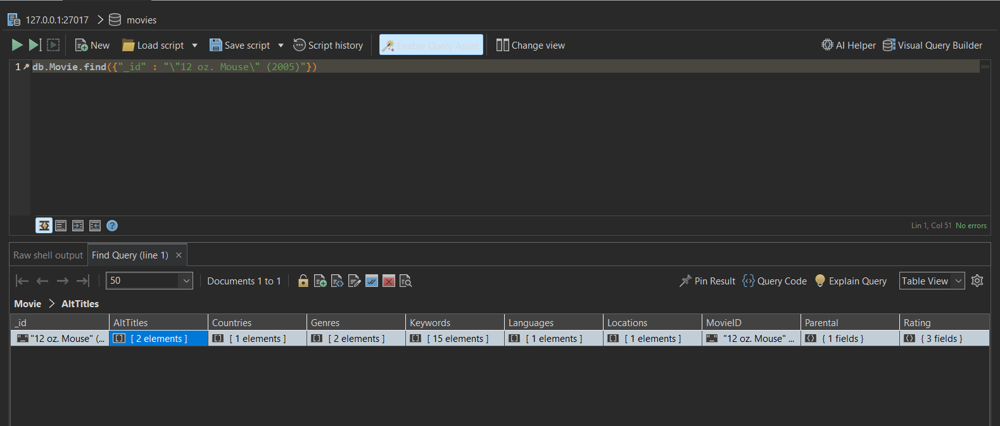 127.0.0.1:27017 movies
New Load script Save script Script history Enable Query Assist Change view AI Helper Visual Query Builder
1 db.Movie.find({"_id" : "\"12 oz. Mouse\" (2005)"})
Lin 1, Col 51 No errors
Raw shell output Find Query (line 1) ×
50 Documents 1 to 1 Pin Result Query Code Explain Query Table View
Movie > AltTitles
_id AltTitles Countries Genres Keywords Languages Locations MovieID Parental Rating
"12 oz. Mouse" (... [ 2 elements ] [ 1 elements ] [ 2 elements ] [ 15 elements ] [ 1 elements ] [ 1 elements ] "12 oz. Mouse" ... { 1 fields } { 3 fields }